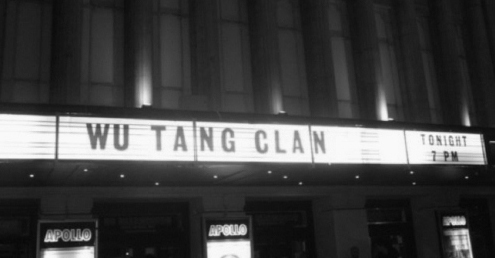 WU TANG CLAN
TONIGHT
7 PM
APOLLO
APOLLO
APOLLO